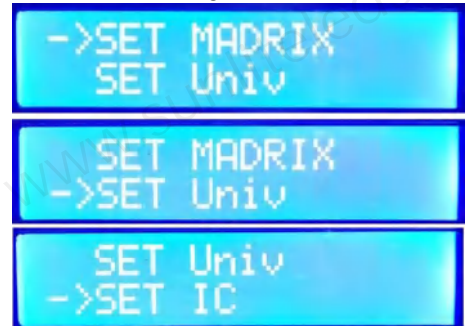 ->SET MADRIX
SET Univ
SET MADRIX
->SET Univ
SET Univ
->SET IC